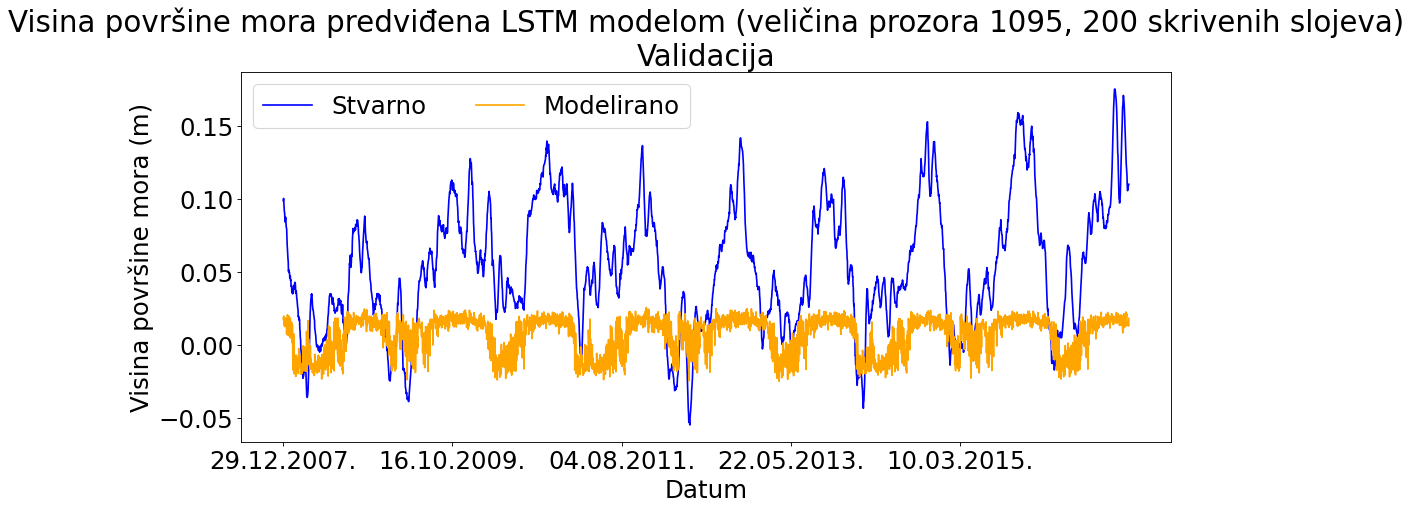 Visina površine mora predviđena LSTM modelom (veličina prozora 1095, 200 skrivenih slojeva)
Validacija
Stvarno
Modelirano
Visina površine mora (m)
0.15
0.10
0.05
0.00
−0.05
29.12.2007.
16.10.2009.
04.08.2011.
22.05.2013.
10.03.2015.
Datum